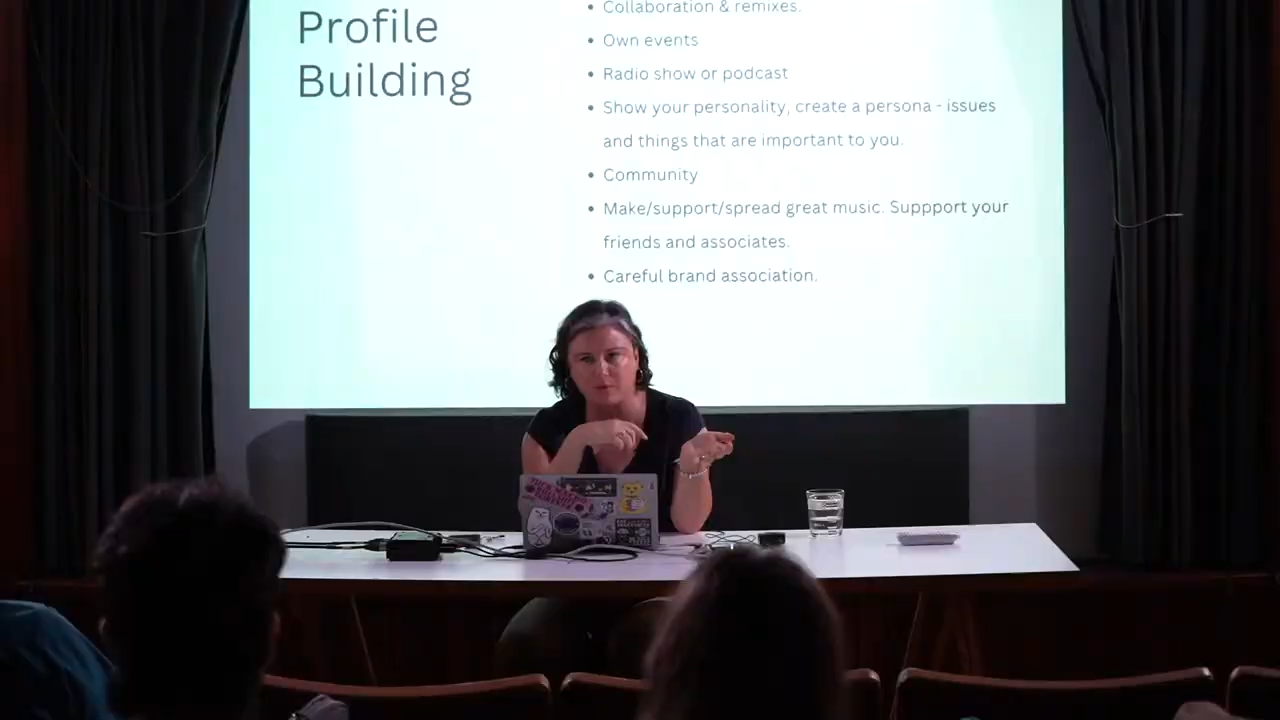 Profile
Building
• Collaboration & remixes.
• Own events
• Radio show or podcast
• Show your personality, create a persona - issues
and things that are important to you.
• Community
• Make/support/spread great music. Suppport your
friends and associates.
• Careful brand association.